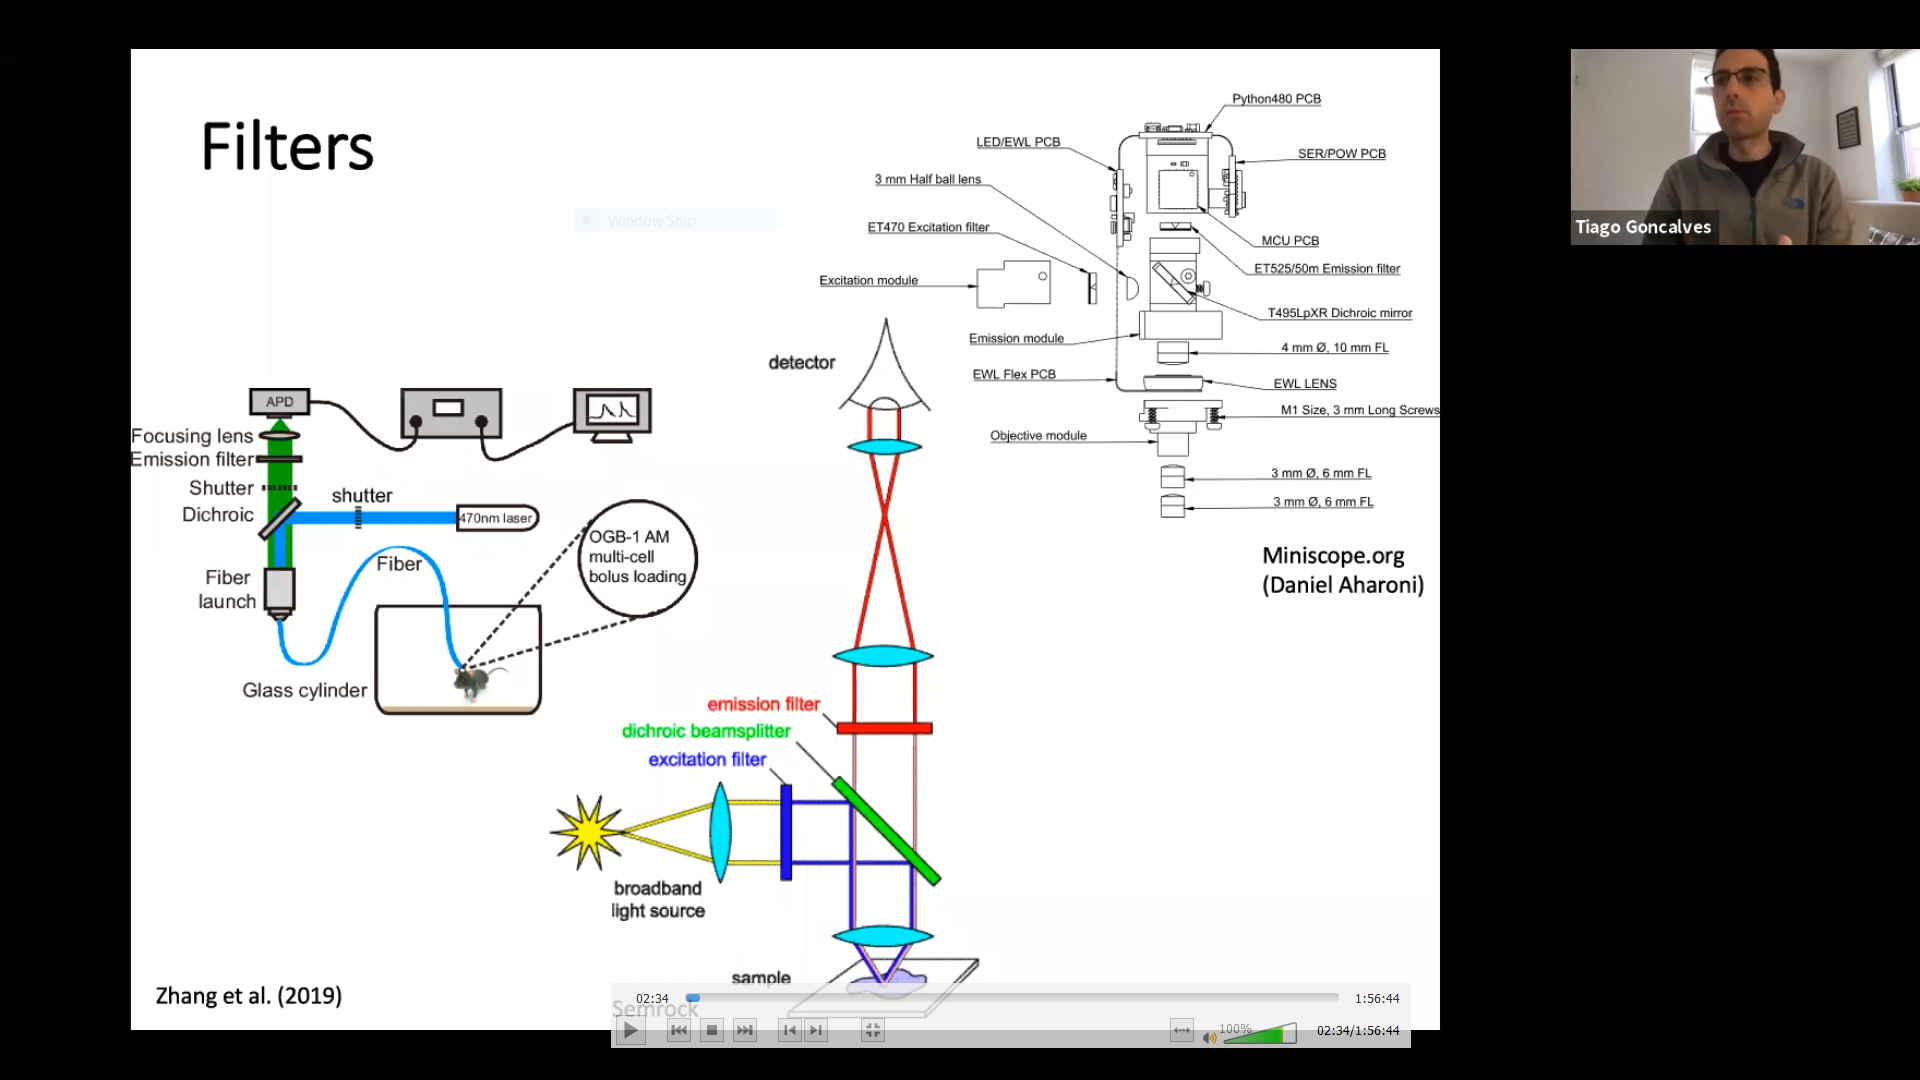 Filters
Window Snip
Python480 PCB
LED/EWL PCB
SER/POW PCB
3 mm Half ball lens
ET470 Excitation filter
MCU PCB
ET525/50m Emission filter
Excitation module
T495LpXR Dichroic mirror
Emission module
4 mm Ø, 10 mm FL
EWL Flex PCB
EWL LENS
M1 Size, 3 mm Long Screws
Objective module
3 mm Ø, 6 mm FL
3 mm Ø, 6 mm FL
Miniscope.org
(Daniel Aharoni)
APD
Focusing lens
Emission filter
Shutter
shutter
Dichroic
470nm laser
Fiber
Fiber
launch
OGB-1 AM
multi-cell
bolus loading
Glass cylinder
Zhang et al. (2019)
detector
emission filter
dichroic beamsplitter
excitation filter
broadband
light source
sample
Semrock
02:34
1:56:44
100%
02:34/1:56:44
Tiago Goncalves